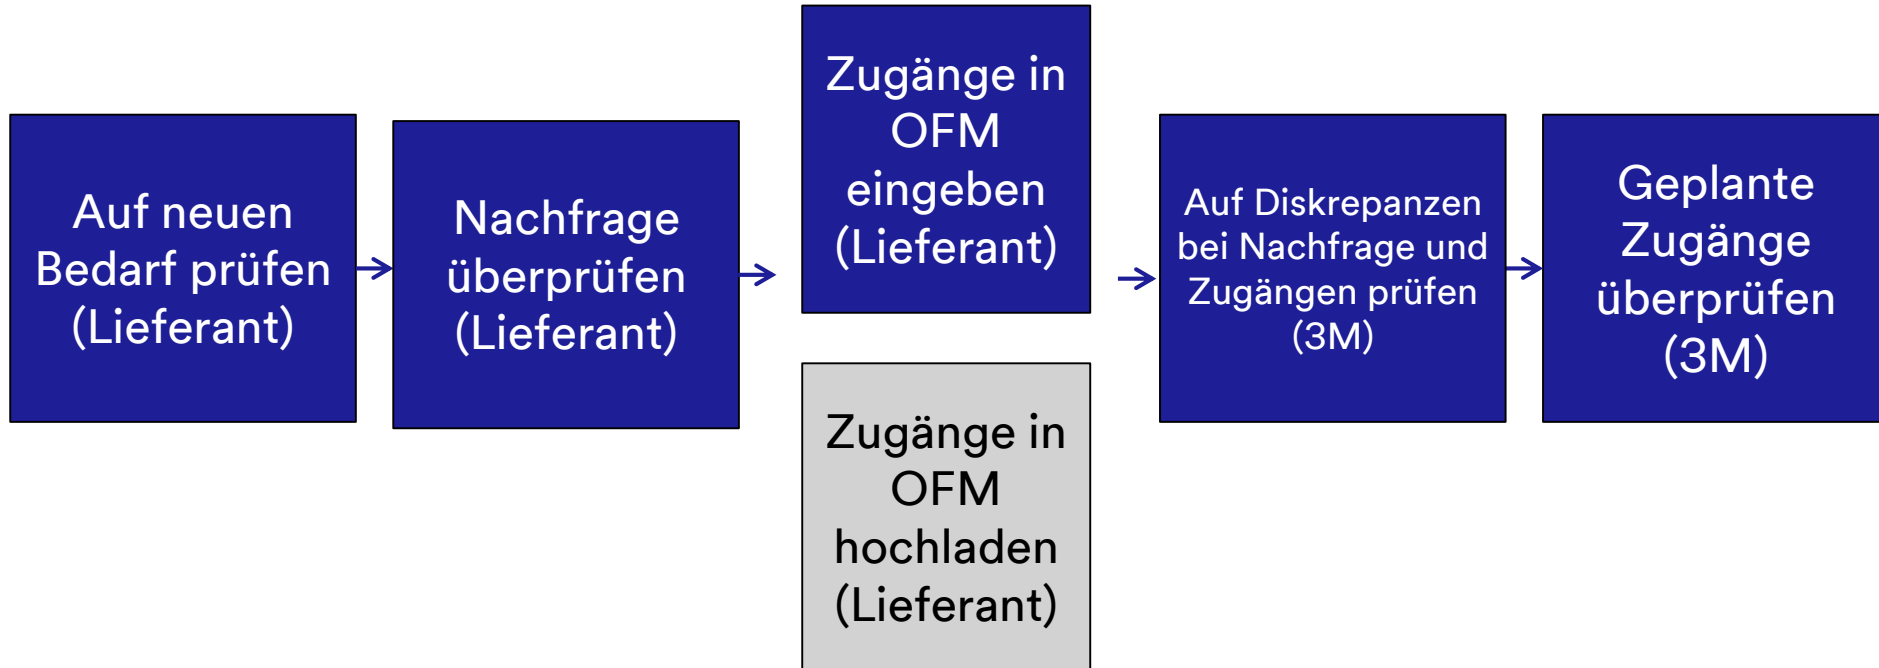 Auf neuen
Bedarf prüfen
(Lieferant)
Nachfrage
überprüfen
(Lieferant)
Zugänge in
OFM
eingeben
(Lieferant)
Zugänge in
OFM
hochladen
(Lieferant)
Auf Diskrepanzen
bei Nachfrage und
Zugängen prüfen
(3M)
Geplante
Zugänge
überprüfen
(3M)